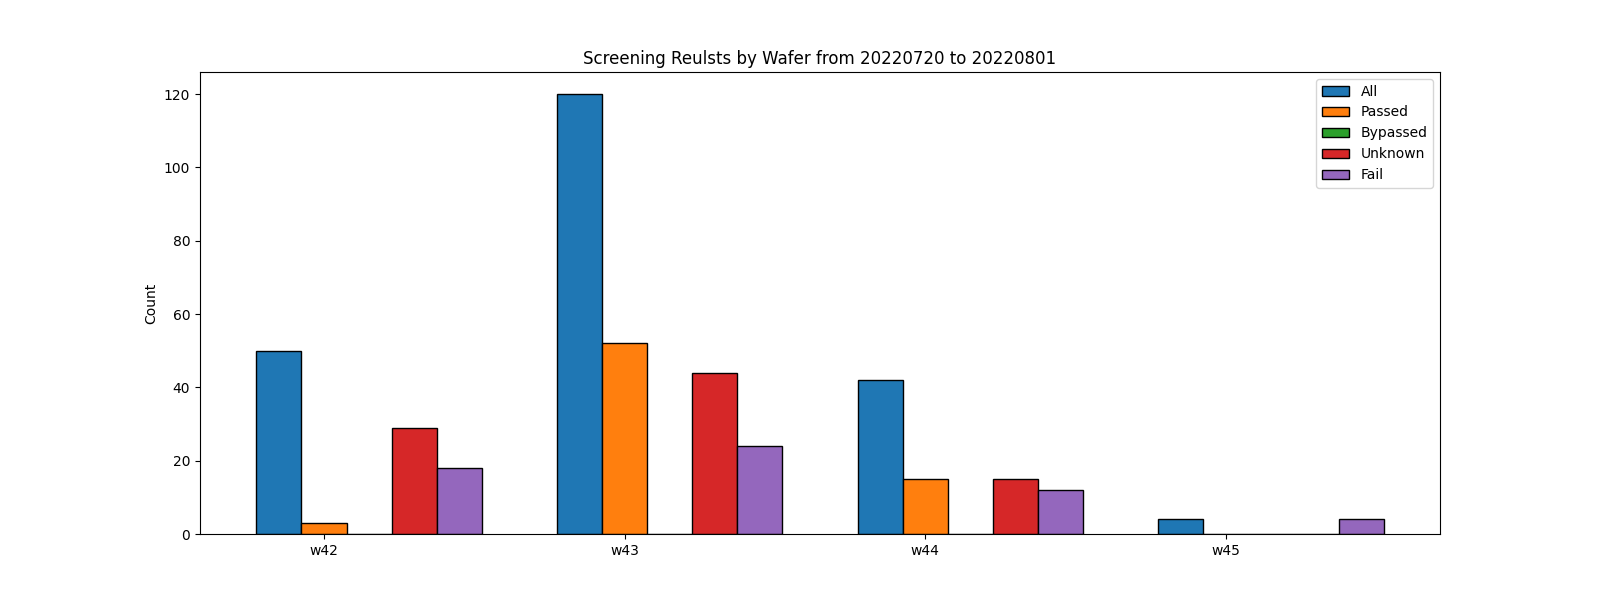 Screening Reulsts by Wafer from 20220720 to 20220801
All
Passed
Bypassed
Unknown
Fail
Count
120
100
80
60
40
20
0
w42 w43 w44 w45